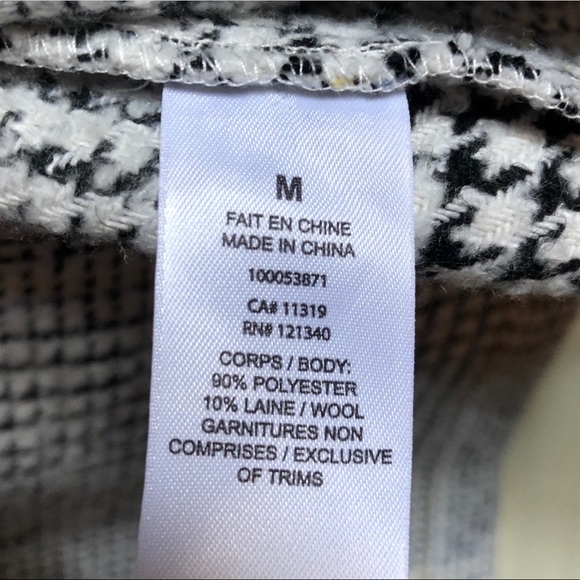 M
FAIT EN CHINE
MADE IN CHINA
100053871
CA# 11319
RN# 121340
CORPS / BODY:
90% POLYESTER
10% LAINE / WOOL
GARNITURES NON
COMPRISES / EXCLUSIVE
OF TRIMS